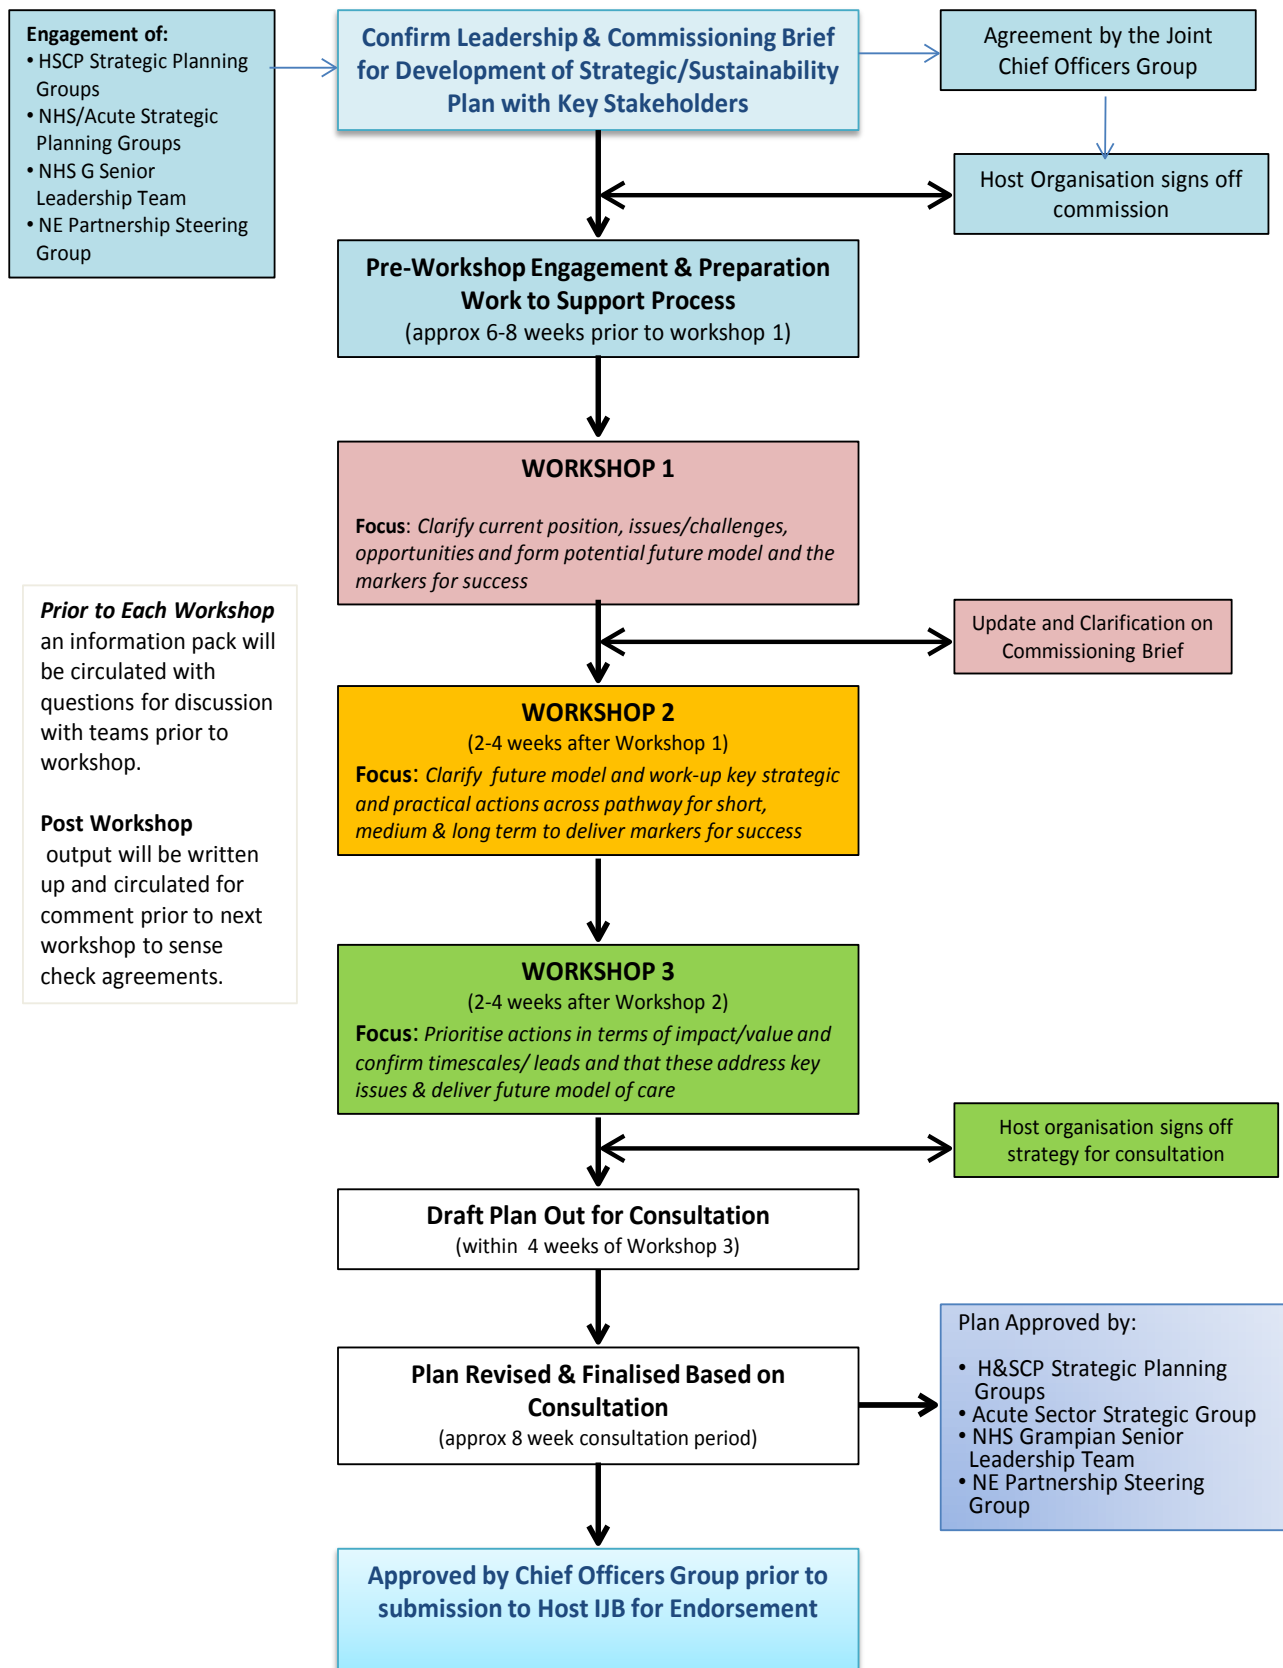 Engagement of:
• HSCP Strategic Planning
Groups
• NHS/Acute Strategic
Planning Groups
• NHS G Senior
Leadership Team
• NE Partnership Steering
Group
Confirm Leadership & Commissioning Brief
for Development of Strategic/Sustainability
Plan with Key Stakeholders
Agreement by the Joint
Chief Officers Group
Host Organisation signs off
commission
Pre-Workshop Engagement & Preparation
Work to Support Process
(approx 6-8 weeks prior to workshop 1)
WORKSHOP 1
Focus: Clarify current position, issues/challenges,
opportunities and form potential future model and the
markers for success
Prior to Each Workshop
an information pack will
be circulated with
questions for discussion
with teams prior to
workshop.
Post Workshop
output will be written
up and circulated for
comment prior to next
workshop to sense
check agreements.
Update and Clarification on
Commissioning Brief
WORKSHOP 2
(2-4 weeks after Workshop 1)
Focus: Clarify future model and work-up key strategic
and practical actions across pathway for short,
medium & long term to deliver markers for success
WORKSHOP 3
(2-4 weeks after Workshop 2)
Focus: Prioritise actions in terms of impact/value and
confirm timescales/ leads and that these address key
issues & deliver future model of care
Host organisation signs off
strategy for consultation
Draft Plan Out for Consultation
(within 4 weeks of Workshop 3)
Plan Revised & Finalised Based on
Consultation
(approx 8 week consultation period)
Plan Approved by:
• H&SCP Strategic Planning
Groups
• Acute Sector Strategic Group
• NHS Grampian Senior
Leadership Team
• NE Partnership Steering
Group
Approved by Chief Officers Group prior to
submission to Host IJB for Endorsement